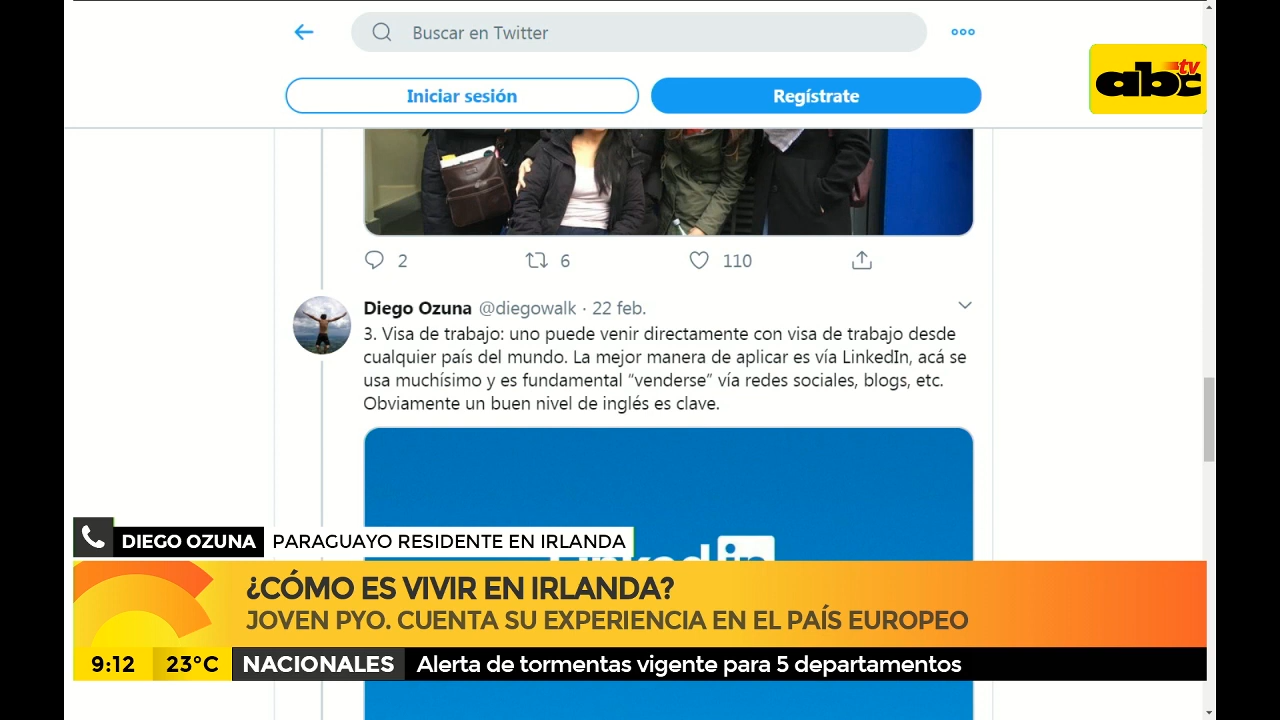 Buscar en Twitter
abc tv
Iniciar sesión
Regístrate
2
6
110
Diego Ozuna @diegowalk · 22 feb.
3. Visa de trabajo: uno puede venir directamente con visa de trabajo desde
cualquier país del mundo. La mejor manera de aplicar es vía LinkedIn, acá se
usa muchísimo y es fundamental “venderse” vía redes sociales, blogs, etc.
Obviamente un buen nivel de inglés es clave.
Linked in
DIEGO OZUNA PARAGUAYO RESIDENTE EN IRLANDA
¿CÓMO ES VIVIR EN IRLANDA?
JOVEN PYO. CUENTA SU EXPERIENCIA EN EL PAÍS EUROPEO
9:12 23°C NACIONALES Alerta de tormentas vigente para 5 departamentos